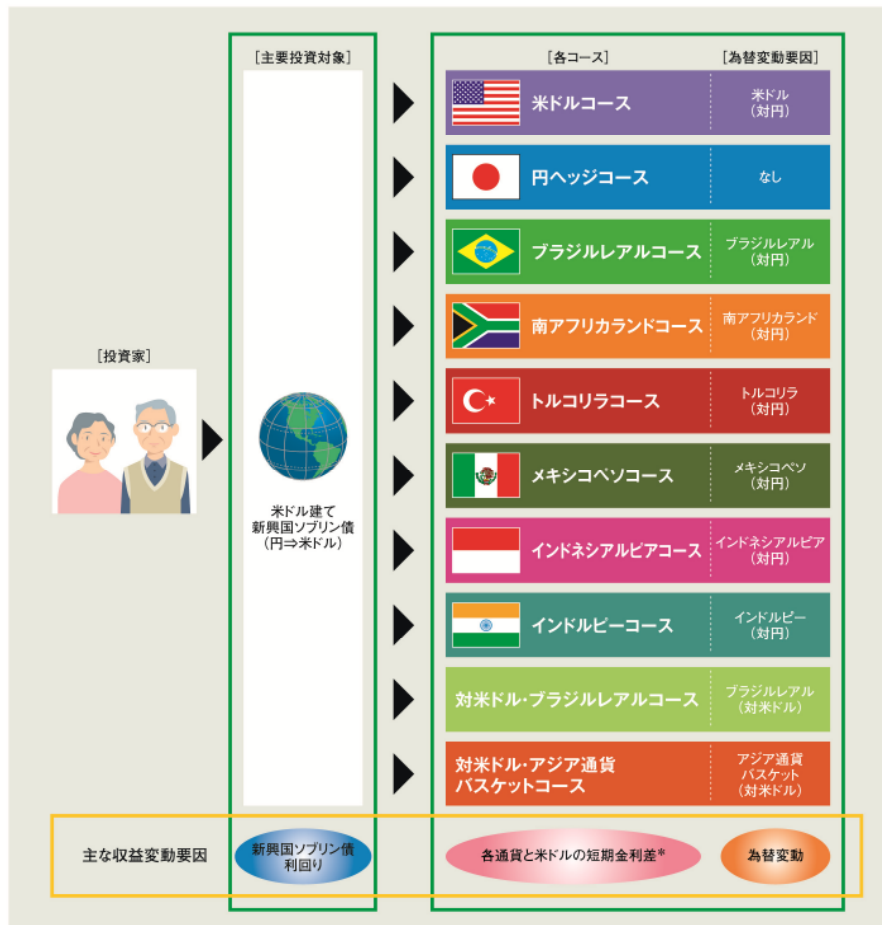 [主要投資対象]
[各コース]
[為替変動要因]
[投資家]
米ドル建て
新興国ソブリン債
(円⇒米ドル)
米ドルコース
米ドル
(対円)
円ヘッジコース
なし
ブラジルレアルコース
ブラジルレアル
(対円)
南アフリカランドコース
南アフリカランド
(対円)
トルコリラコース
トルコリラ
(対円)
メキシコペソコース
メキシコペソ
(対円)
インドネシアルピアコース
インドネシアルピア
(対円)
インドルピーコース
インドルピー
(対円)
対米ドル・ブラジルレアルコース
ブラジルレアル
(対米ドル)
対米ドル・アジア通貨
バスケットコース
アジア通貨
バスケット
(対米ドル)
主な収益変動要因
新興国ソブリン債
利回り
各通貨と米ドルの短期金利差*
為替変動